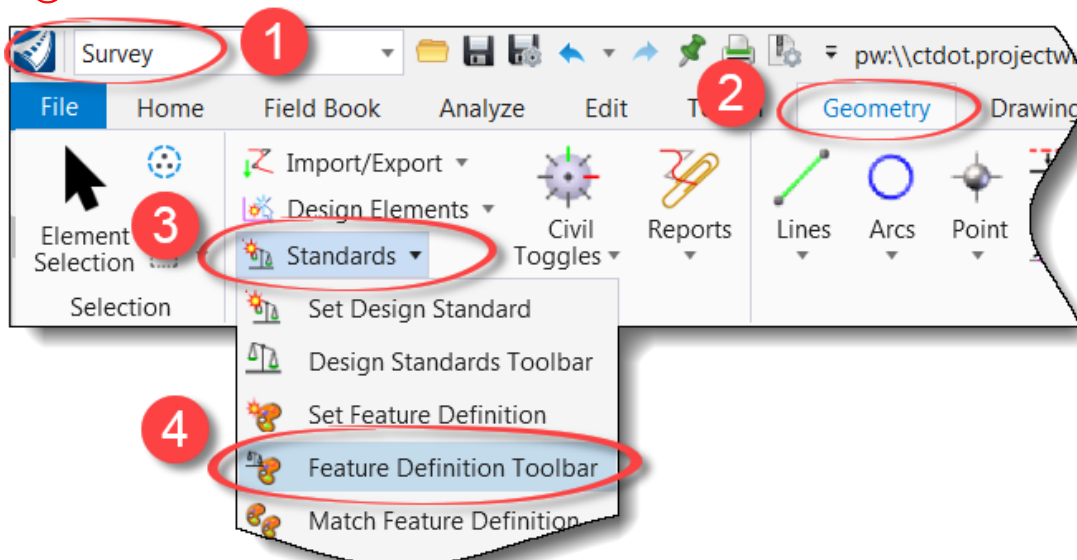 1
Survey
pw:\\ctdot.projectw
2
File Home Field Book Analyze Edit Geometry Drawing
Import/Export
Design Elements
3
Element
Selection
Standards
Civil
Toggles
Reports
Lines
Arcs
Point
Selection
Set Design Standard
Design Standards Toolbar
Set Feature Definition
4
Feature Definition Toolbar
Match Feature Definition